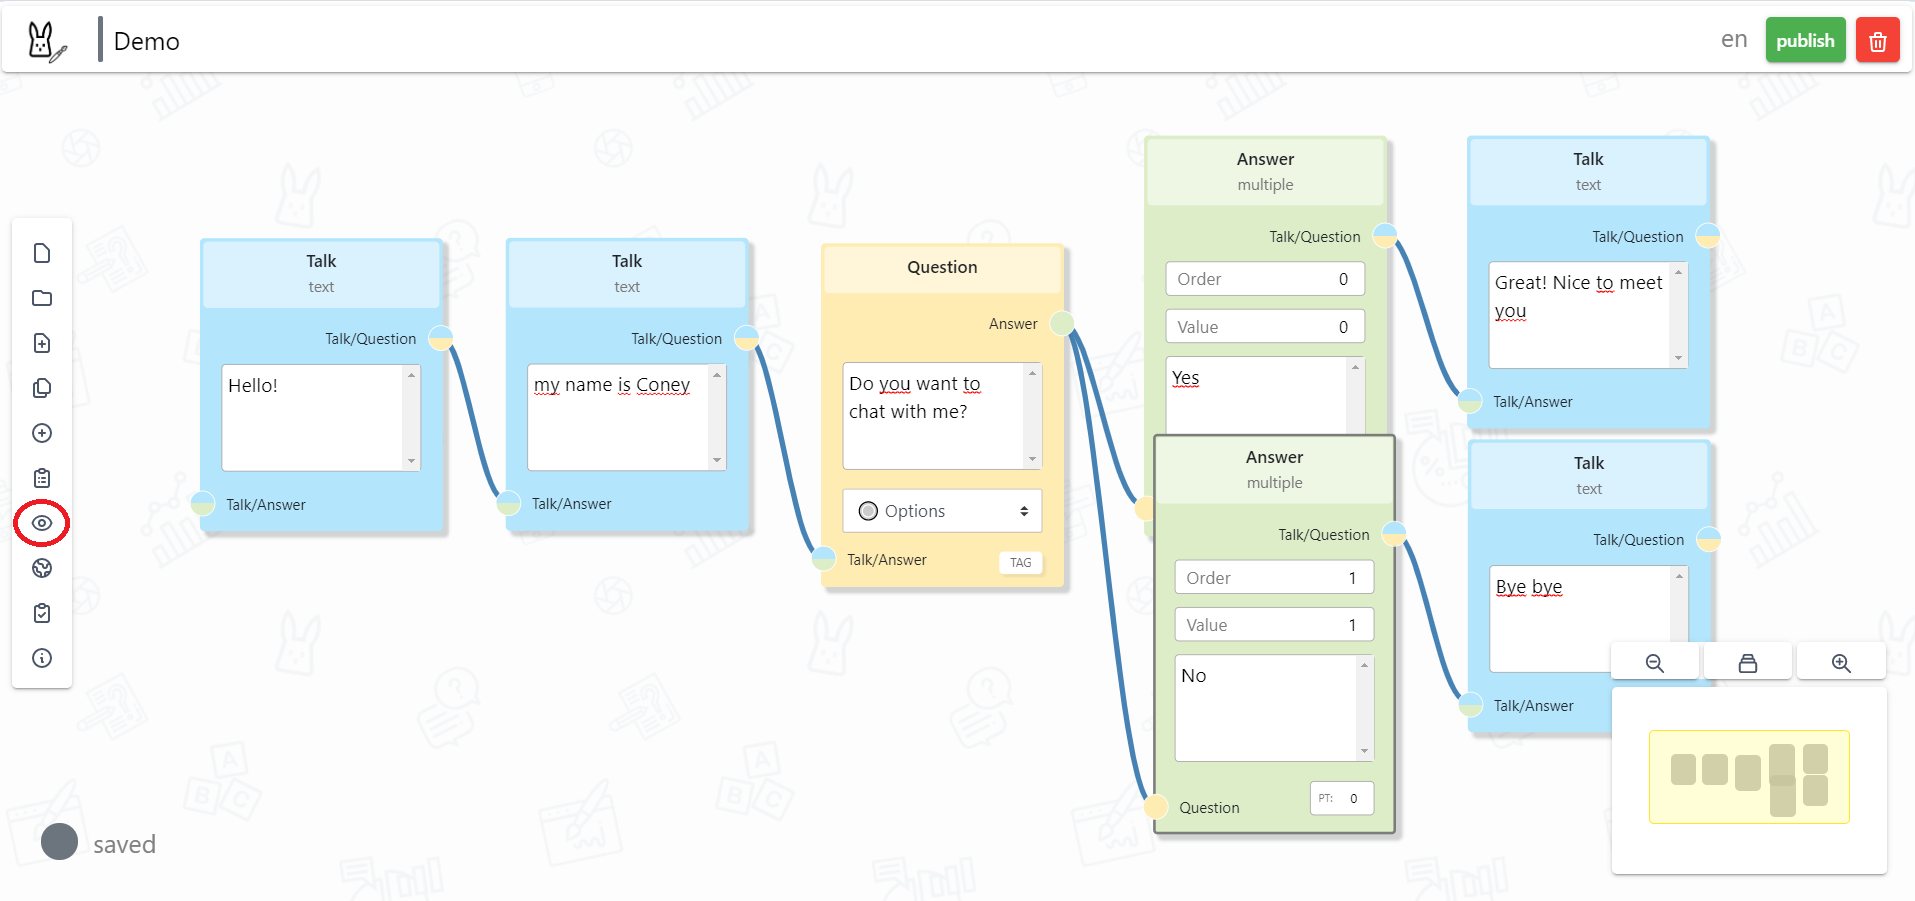 Demo
en
publish
Talk
text
Talk/Question
Hello!
Talk/Answer
Talk
text
Talk/Question
my name is Coney
Talk/Answer
Question
Answer
Do you want to
chat with me?
Options
Talk/Answer
TAG
Answer
multiple
Talk/Question
Order 0
Value 0
Yes
Answer
multiple
Talk/Question
Order 1
Value 1
No
PT: 0
Question
Talk
text
Talk/Question
Great! Nice to meet
you
Talk/Answer
Talk
text
Talk/Question
Bye bye
Talk/Answer
saved